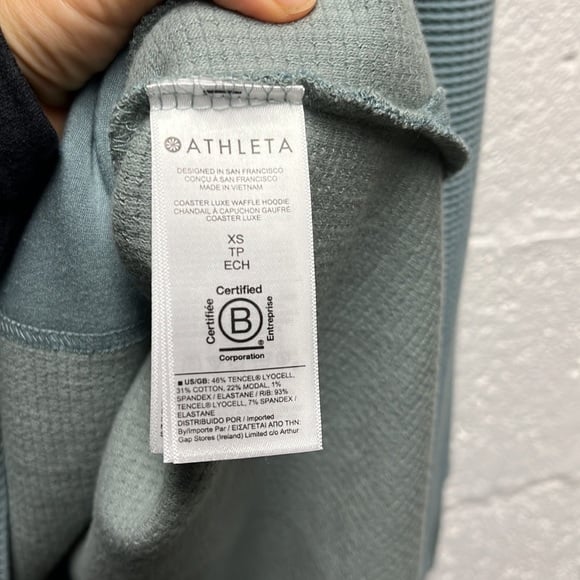 ATHLETA
DESIGNED IN SAN FRANCISCO
CONÇU À SAN FRANCISCO
MADE IN VIETNAM
COASTER LUXE WAFFLE HOODIE
CHANDAIL À CAPUCHON GAUFRÉ
COASTER LUXE
XS
TP
ECH
Certified
Certifiée
B
Entreprise
Corporation
■ US/GB: 46% TENCEL® LYOCELL,
31% COTTON, 22% MODAL, 1%
SPANDEX / ELASTANE / RIB: 93%
TENCEL® LYOCELL, 7% SPANDEX /
ELASTANE
DISTRIBUIDO POR / Imported
By/Importe Par / ΕΙΣΑΓΕΤΑΙ ΑΠΟ ΤΗΝ:
Gap Stores (Ireland) Limited c/o Arthur